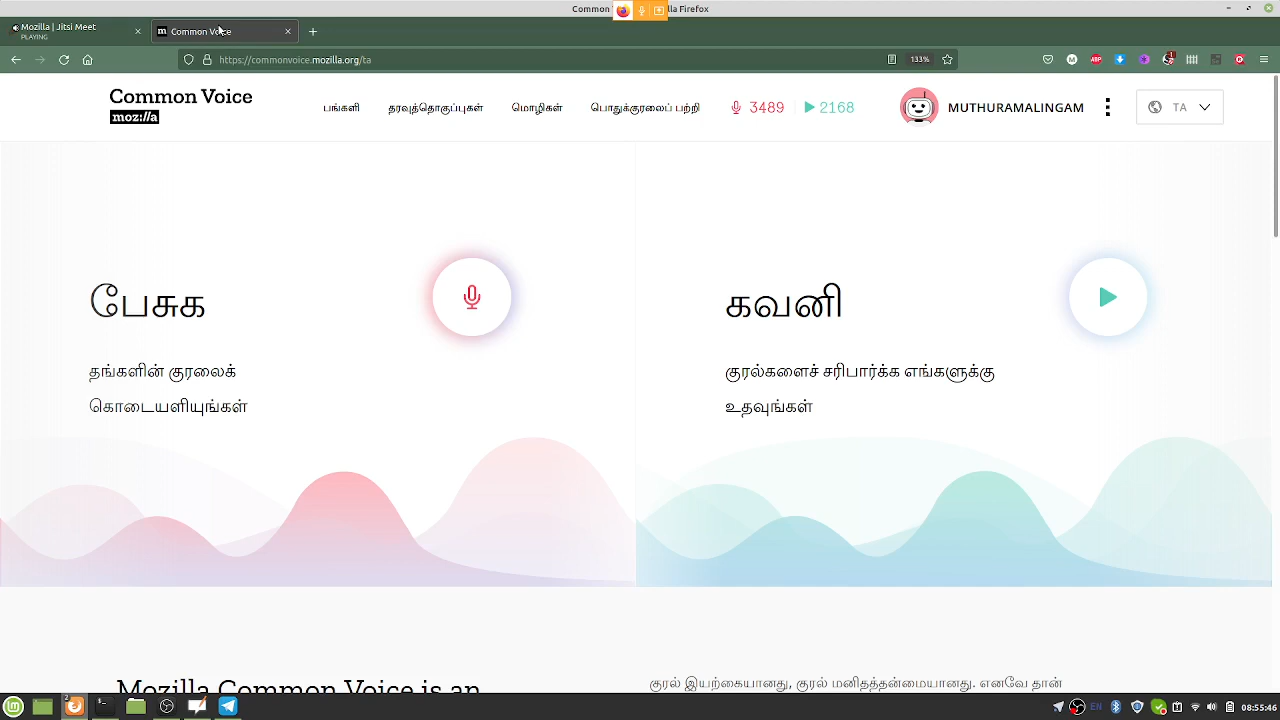 Common
lla Firefox
Mozilla | Jitsi Meet
PLAYING
Common Voice
https://commonvoice.mozilla.org/ta
133%
Common Voice
moz://a
பங்களி
தரவுத்தொகுப்புகள்
மொழிகள்
பொதுக்குரலைப் பற்றி
3489
2168
MUTHURAMALINGAM
TA
பேசுக
தங்களின் குரலைக்
கொடையளியுங்கள்
கவனி
குரல்களைச் சரிபார்க்க எங்களுக்கு
உதவுங்கள்
Mozilla Common Voice is an
குரல் இயற்கையானது, குரல் மனிதத்தன்மையானது. எனவே தான்
EN
08:55:46